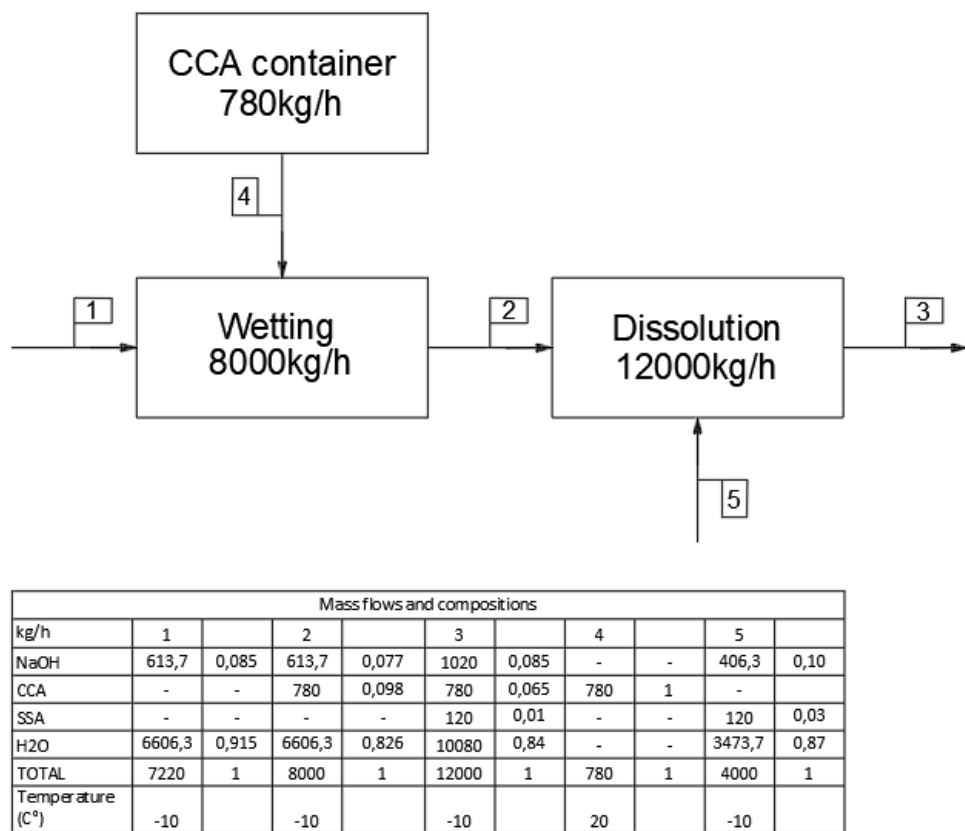 CCA container
780kg/h
4
1
Wetting
8000kg/h
2
Dissolution
12000kg/h
3
5
Mass flows and compositions
kg/h 1 2 3 4 5
NaOH 613,7 0,085 613,7 0,077 1020 0,085 - - 406,3 0,10
CCA - - 780 0,098 780 0,065 780 1 -
SSA - - - - 120 0,01 - - 120 0,03
H2O 6606,3 0,915 6606,3 0,826 10080 0,84 - - 3473,7 0,87
TOTAL 7220 1 8000 1 12000 1 780 1 4000 1
Temperature
(C°) -10 -10 -10 20 -10